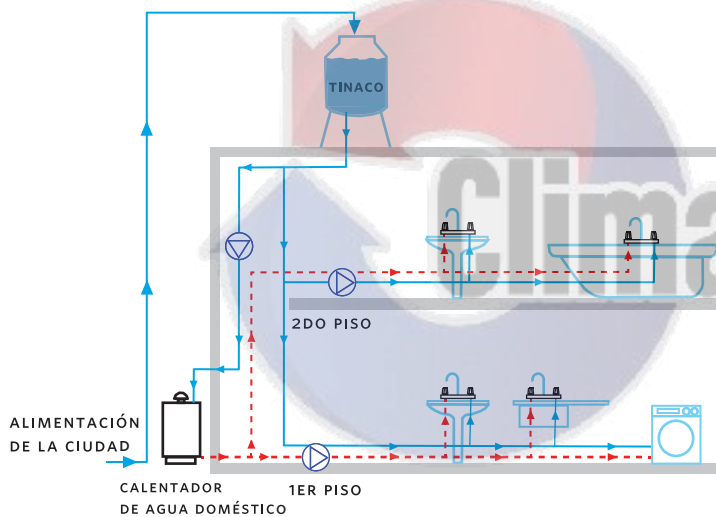 TINACO
Clima
2DO PISO
ALIMENTACIÓN
DE LA CIUDAD
CALENTADOR
DE AGUA DOMÉSTICO
1ER PISO